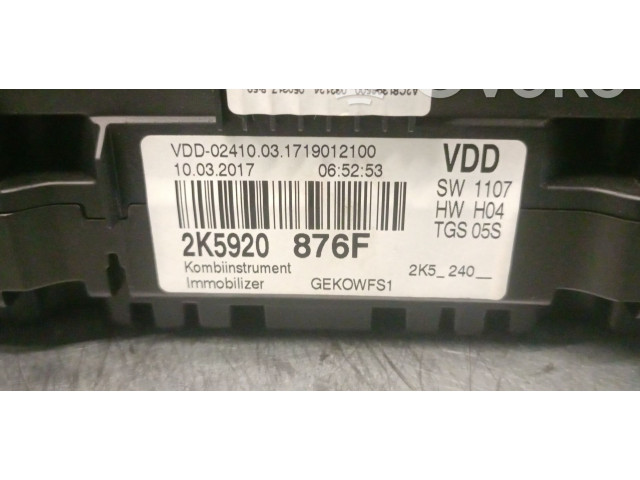 VDD-02410.03.1719012100
10.03.2017 06:52:53
VDD
SW 1107
HW H04
TGS 05S
2K5920 876F
Kombiinstrument
Immobilizer GEKOWFS1
2K5_240__